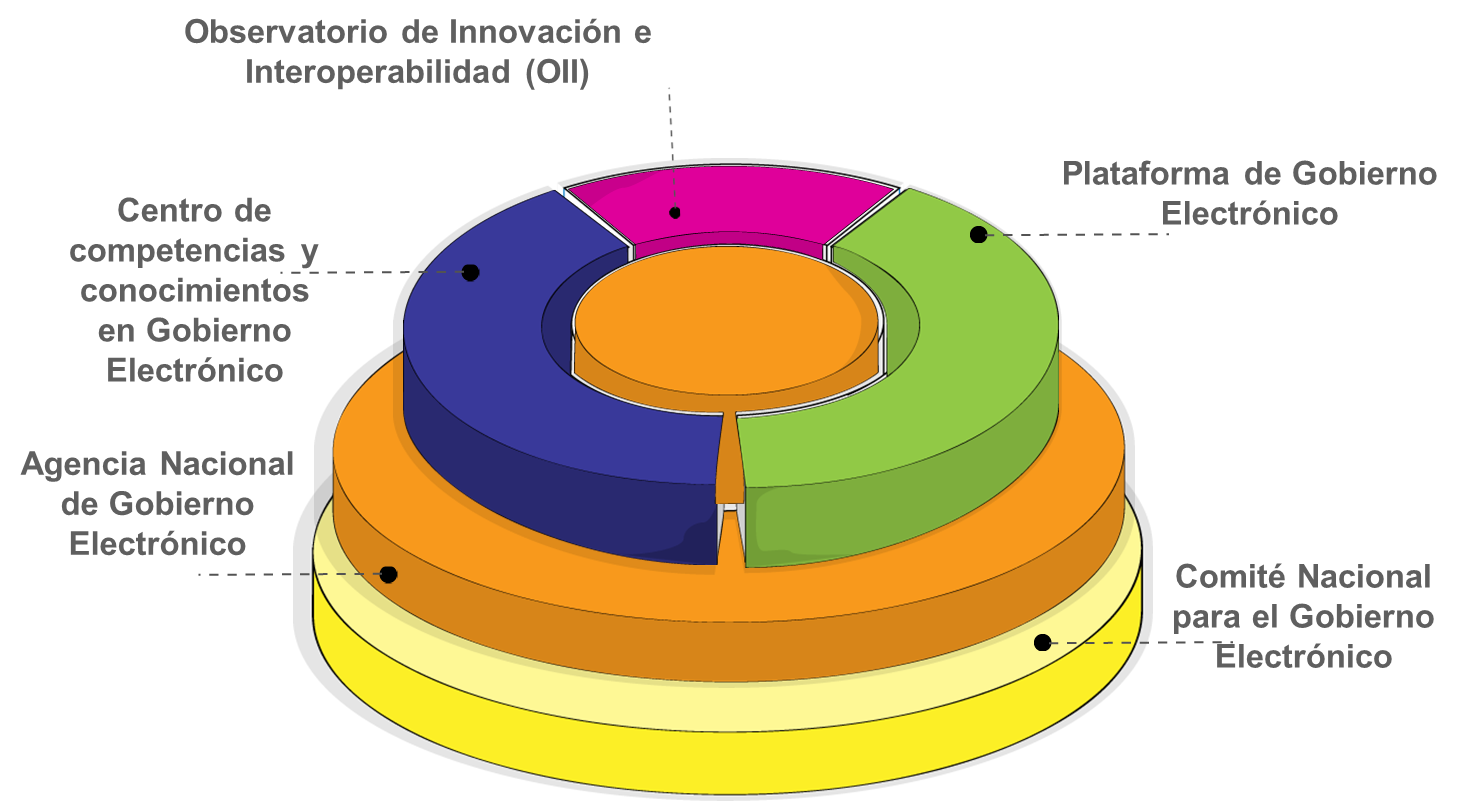 Observatorio de Innovación e
Interoperabilidad (OII)
Plataforma de Gobierno
Electrónico
Centro de
competencias y
conocimientos
en Gobierno
Electrónico
Agencia Nacional
de Gobierno
Electrónico
Comité Nacional
para el Gobierno
Electrónico